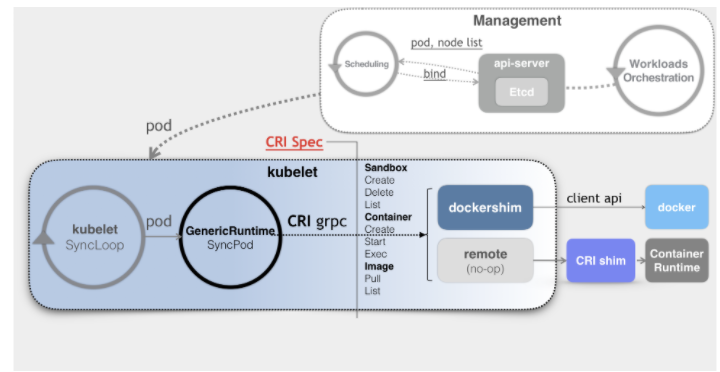 Management
pod, node list
Scheduling
bind
api-server
Etcd
Workloads
Orchestration
pod
CRI Spec
kubelet
kubelet
SyncLoop
pod
GenericRuntime
SyncPod
CRI grpc
Sandbox
Create
Delete
List
Container
Create
Start
Exec
Image
Pull
List
dockershim
client api
docker
remote
(no-op)
CRI shim
Container
Runtime